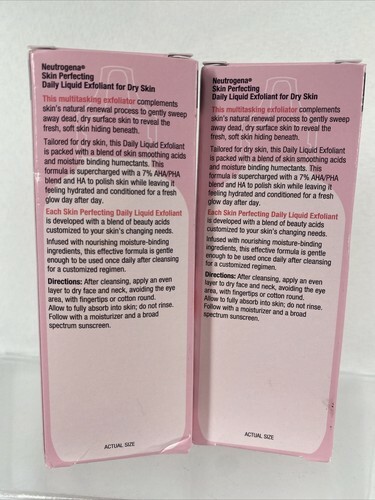 Neutrogena®
Skin Perfecting
Daily Liquid Exfoliant for Dry Skin
This multitasking exfoliator complements
skin's natural renewal process to gently sweep
away dead, dry surface skin to reveal the
fresh, soft skin hiding beneath.
Tailored for dry skin, this Daily Liquid Exfoliant
is packed with a blend of skin smoothing acids
and moisture binding humectants. This
formula is supercharged with a 7% AHA/PHA
blend and HA to polish skin while leaving it
feeling hydrated and conditioned for a fresh
glow day after day.
Each Skin Perfecting Daily Liquid Exfoliant
is developed with a blend of beauty acids
customized to your skin's changing needs.
Infused with nourishing moisture-binding
ingredients, this effective formula is gentle
enough to be used once daily after cleansing
for a customized regimen.
Directions: After cleansing, apply an even
layer to dry face and neck, avoiding the eye
area, with fingertips or cotton round.
Allow to fully absorb into skin; do not rinse.
Follow with a moisturizer and a broad
spectrum sunscreen.
ACTUAL SIZE
Neutrogena®
Skin Perfecting
Daily Liquid Exfoliant for Dry Skin
This multitasking exfoliator complements
skin's natural renewal process to gently sweep
away dead, dry surface skin to reveal the
fresh, soft skin hiding beneath.
Tailored for dry skin, this Daily Liquid Exfoliant
is packed with a blend of skin smoothing acids
and moisture binding humectants. This
formula is supercharged with a 7% AHA/PHA
blend and HA to polish skin while leaving it
feeling hydrated and conditioned for a fresh
glow day after day.
Each Skin Perfecting Daily Liquid Exfoliant
is developed with a blend of beauty acids
customized to your skin's changing needs.
Infused with nourishing moisture-binding
ingredients, this effective formula is gentle
enough to be used once daily after cleansing
for a customized regimen.
Directions: After cleansing, apply an even
layer to dry face and neck, avoiding the eye
area, with fingertips or cotton round.
Allow to fully absorb into skin; do not rinse.
Follow with a moisturizer and a broad
spectrum sunscreen.
ACTUAL SIZE